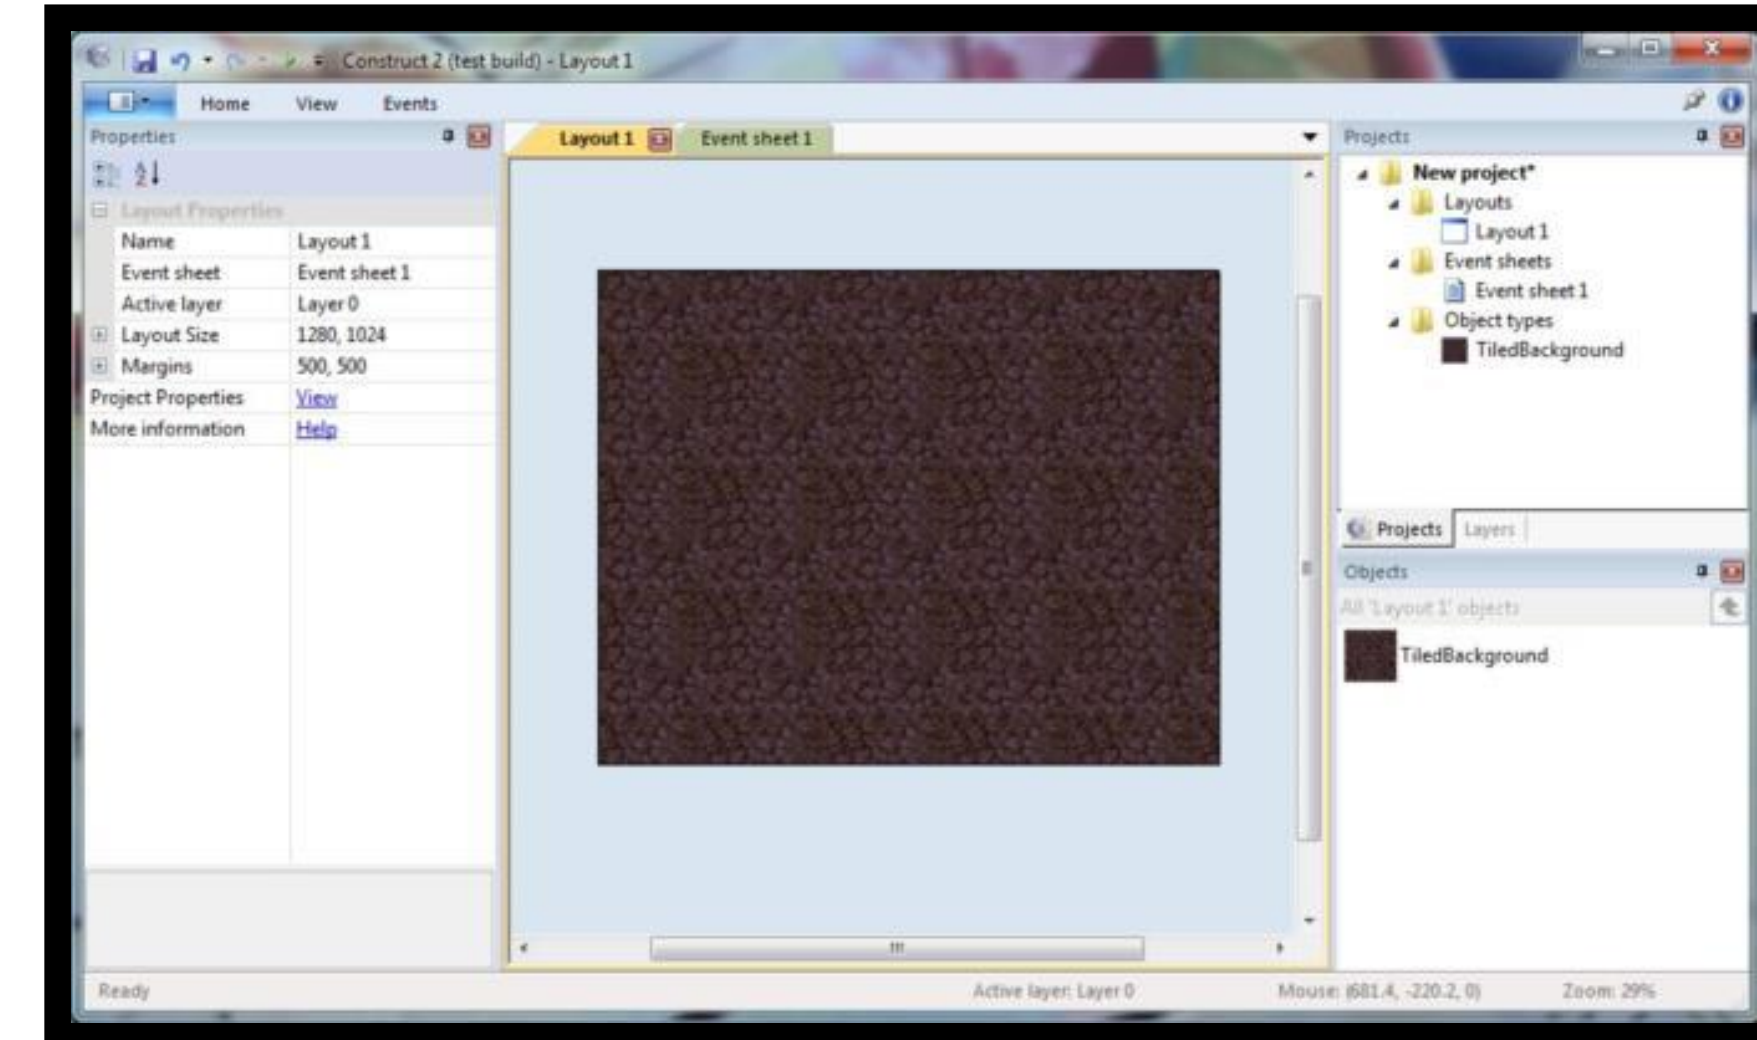 Construct 2 (test build) - Layout 1
Home View Events
Properties
Layout Properties
Name Layout 1
Event sheet Event sheet 1
Active layer Layer 0
Layout Size 1280, 1024
Margins 500, 500
Project Properties View
More information Help
Layout 1 Event sheet 1
Projects
New project*
Layouts
Layout 1
Event sheets
Event sheet 1
Object types
TiledBackground
Projects Layers
Objects
All 'Layout 1' objects
TiledBackground
Ready Active layer: Layer 0 Mouse: (681.4, -220.2, 0) Zoom: 29%